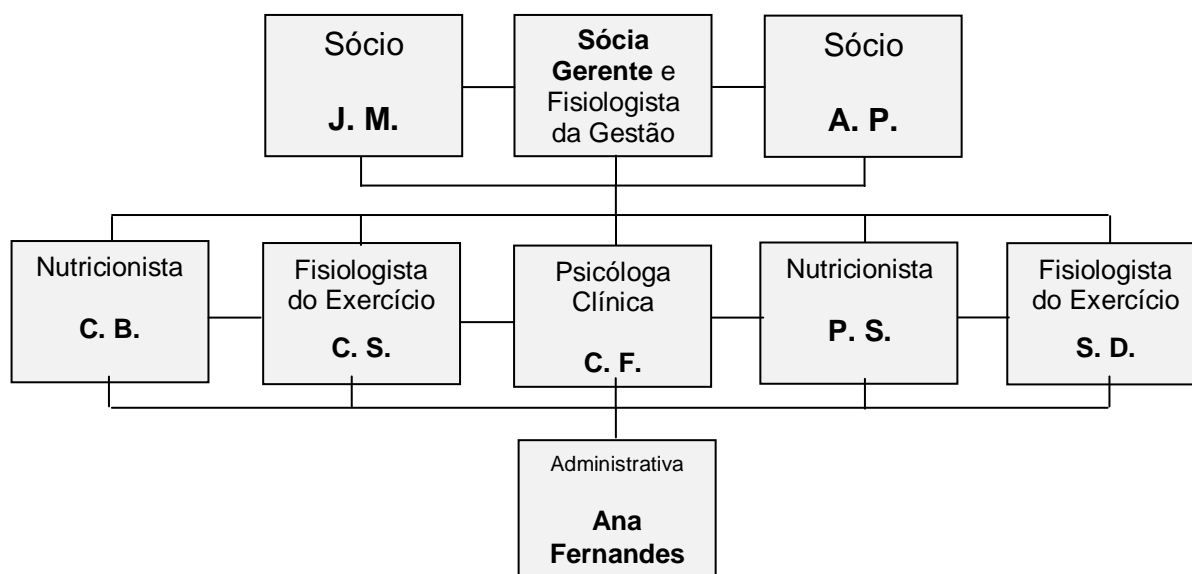 Sócio
J. M.
Sócia
Gerente e
Fisiologista
da Gestão
Sócio
A. P.
Nutricionista
C. B.
Fisiologista
do Exercício
C. S.
Psicóloga
Clínica
C. F.
Nutricionista
P. S.
Fisiologista
do Exercício
S. D.
Administrativa
Ana
Fernandes